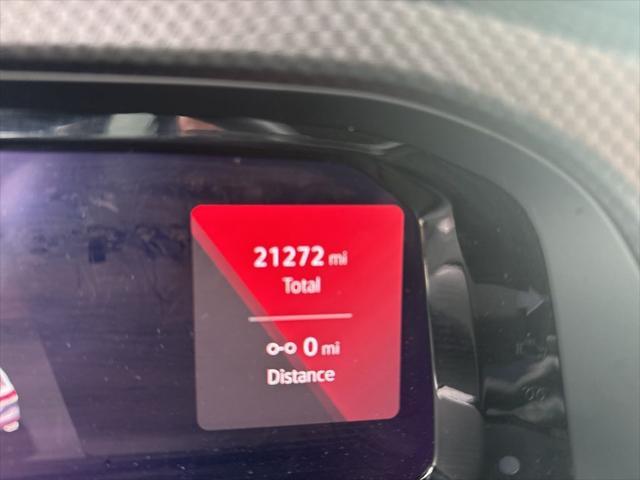 21272 mi
Total
0 mi
Distance